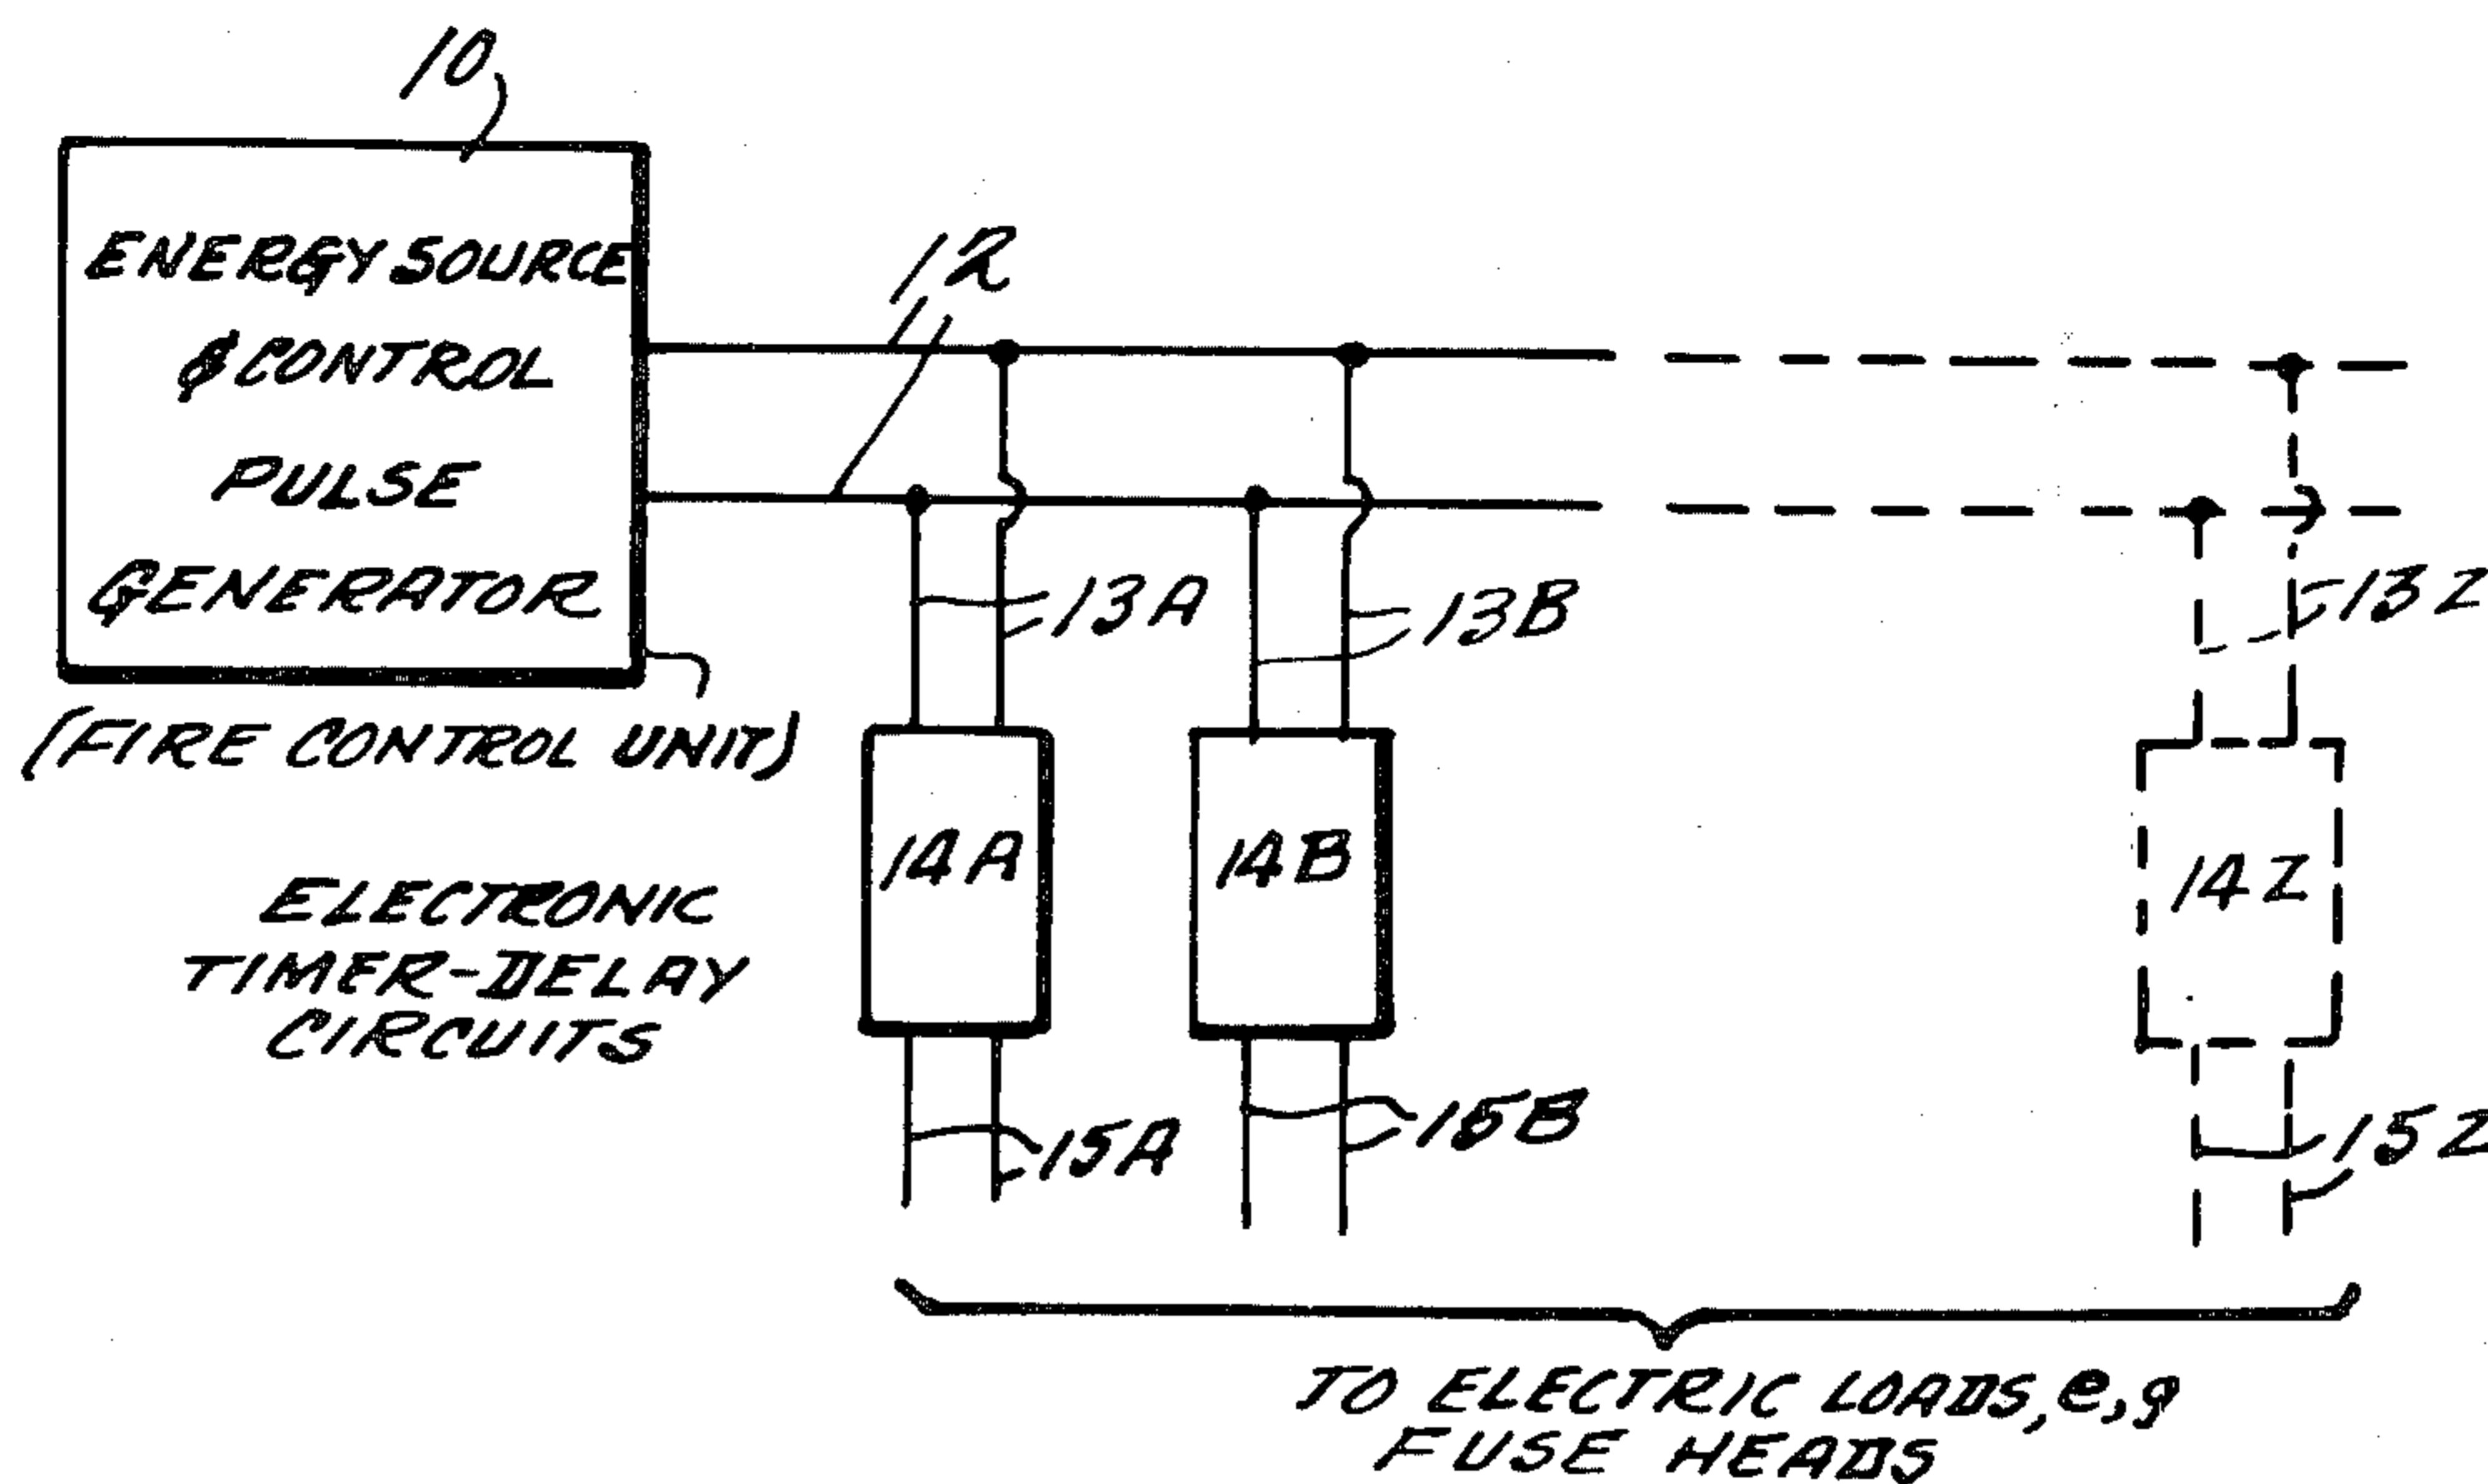 10
ENERGY SOURCE
& CONTROL
PULSE
GENERATOR
(FIRE CONTROL UNIT)
12
13A
13B
13Z
14A
14B
14Z
ELECTRONIC
TIMER-DELAY
CIRCUITS
15A
15B
15Z
TO ELECTRIC LOADS, e,g
FUSE HEADS